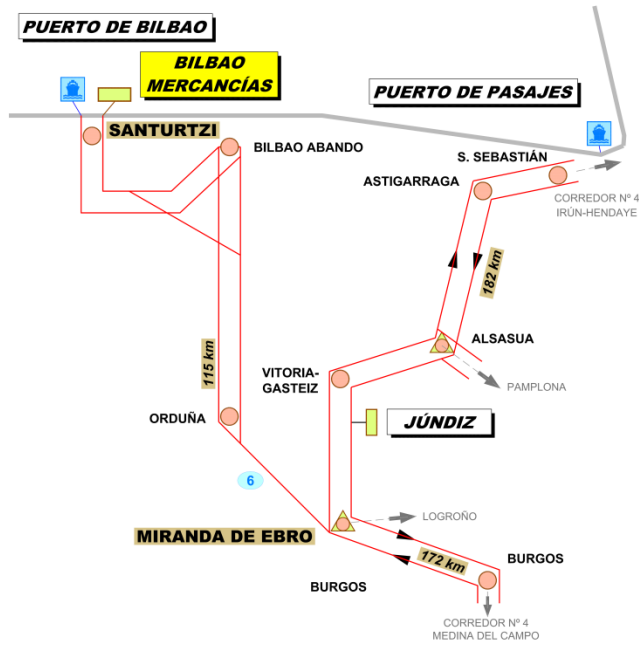 PUERTO DE BILBAO
BILBAO
MERCANCÍAS
PUERTO DE PASAJES
SANTURTZI
BILBAO ABANDO
S. SEBASTIÁN
ASTIGARRAGA
CORREDOR Nº 4
IRÚN-HENDAYE
182 km
ALSASUA
115 km
VITORIA-
GASTEIZ
PAMPLONA
ORDUÑA
JÚNDIZ
6
LOGROÑO
MIRANDA DE EBRO
172 km
BURGOS
BURGOS
CORREDOR Nº 4
MEDINA DEL CAMPO